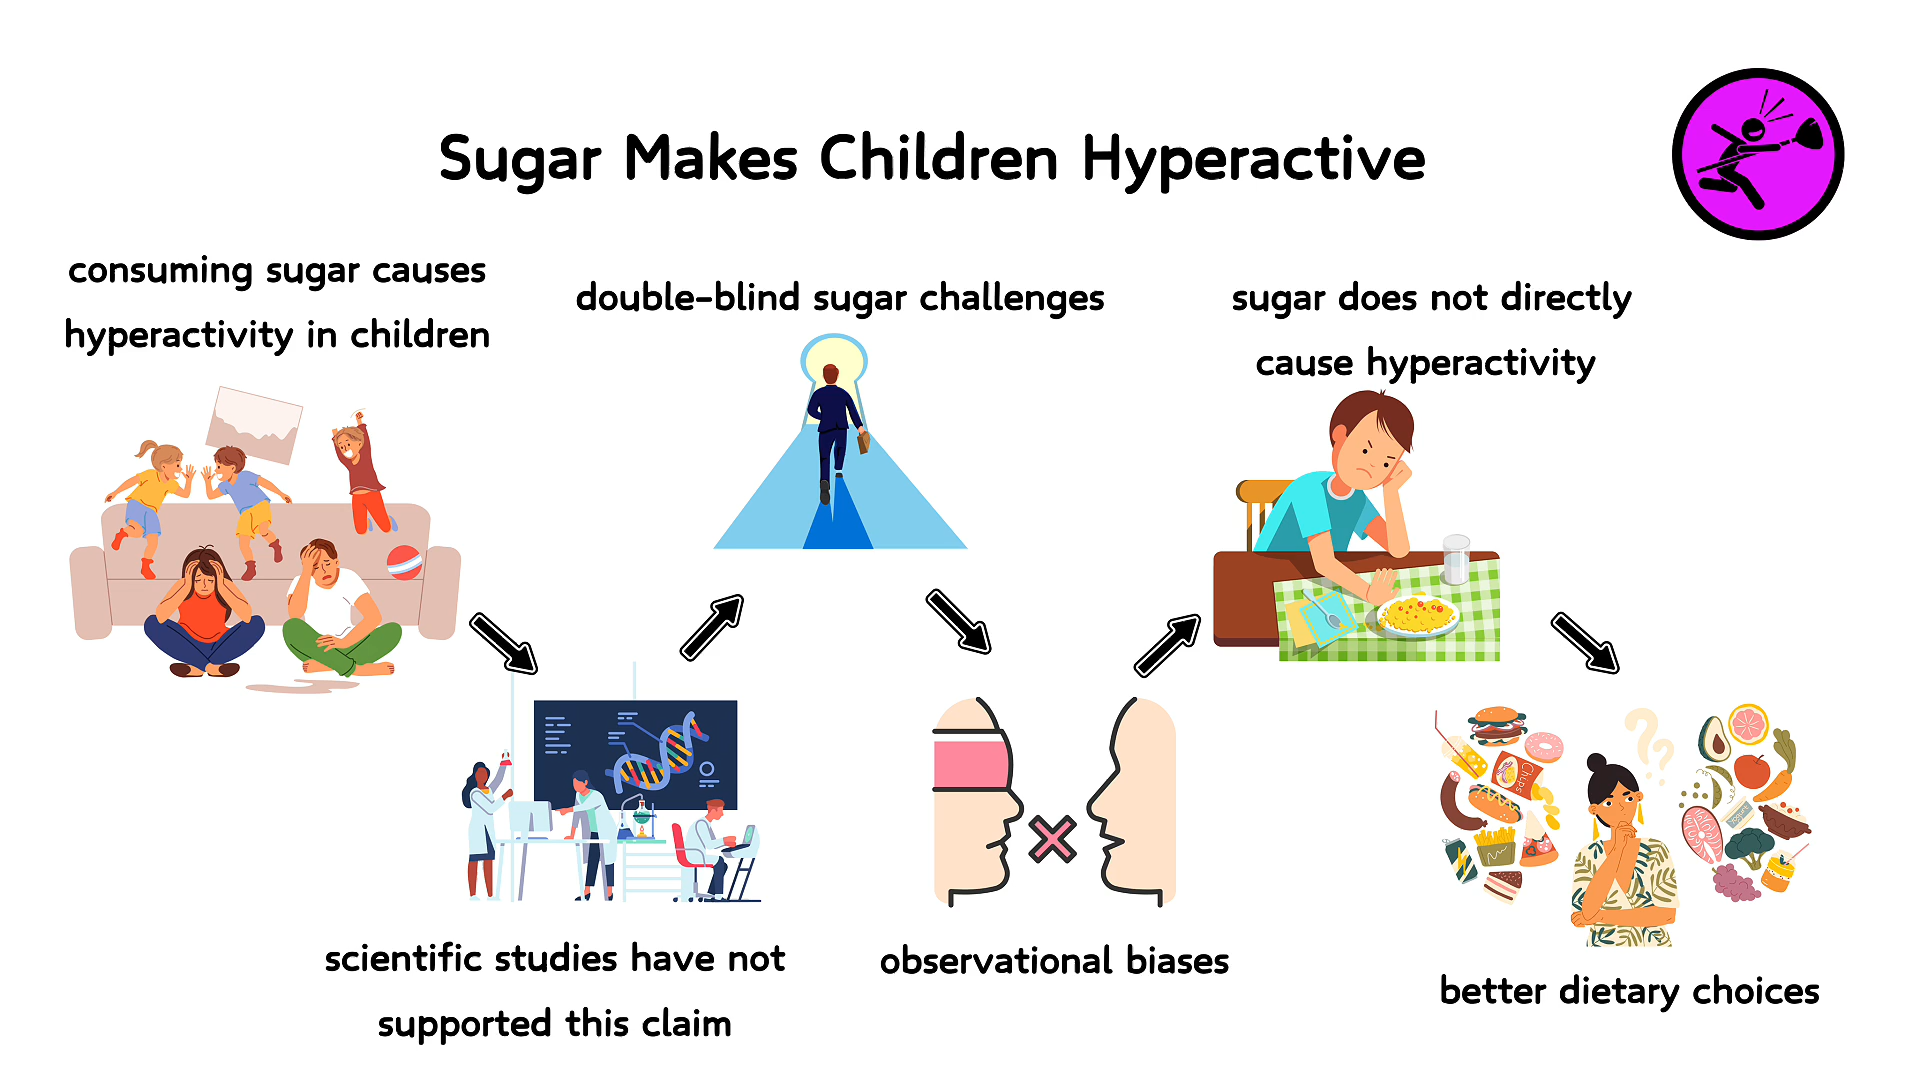 Sugar Makes Children Hyperactive
consuming sugar causes
hyperactivity in children
scientific studies have not
supported this claim
double-blind sugar challenges
observational biases
sugar does not directly
cause hyperactivity
better dietary choices
Chips